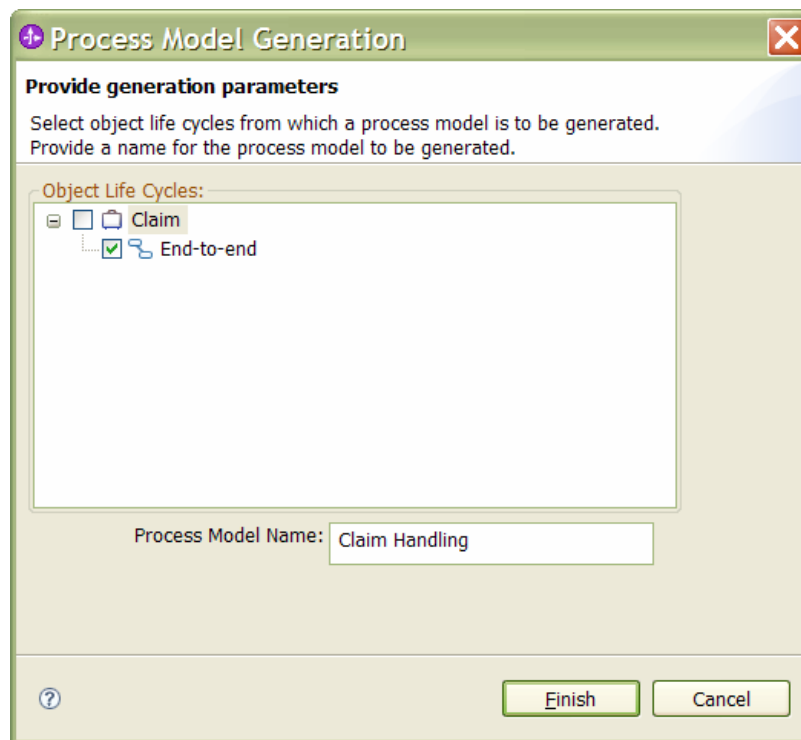 Process Model Generation
Provide generation parameters
Select object life cycles from which a process model is to be generated.
Provide a name for the process model to be generated.
Object Life Cycles:
Claim
End-to-end
Process Model Name: Claim Handling
? Finish Cancel